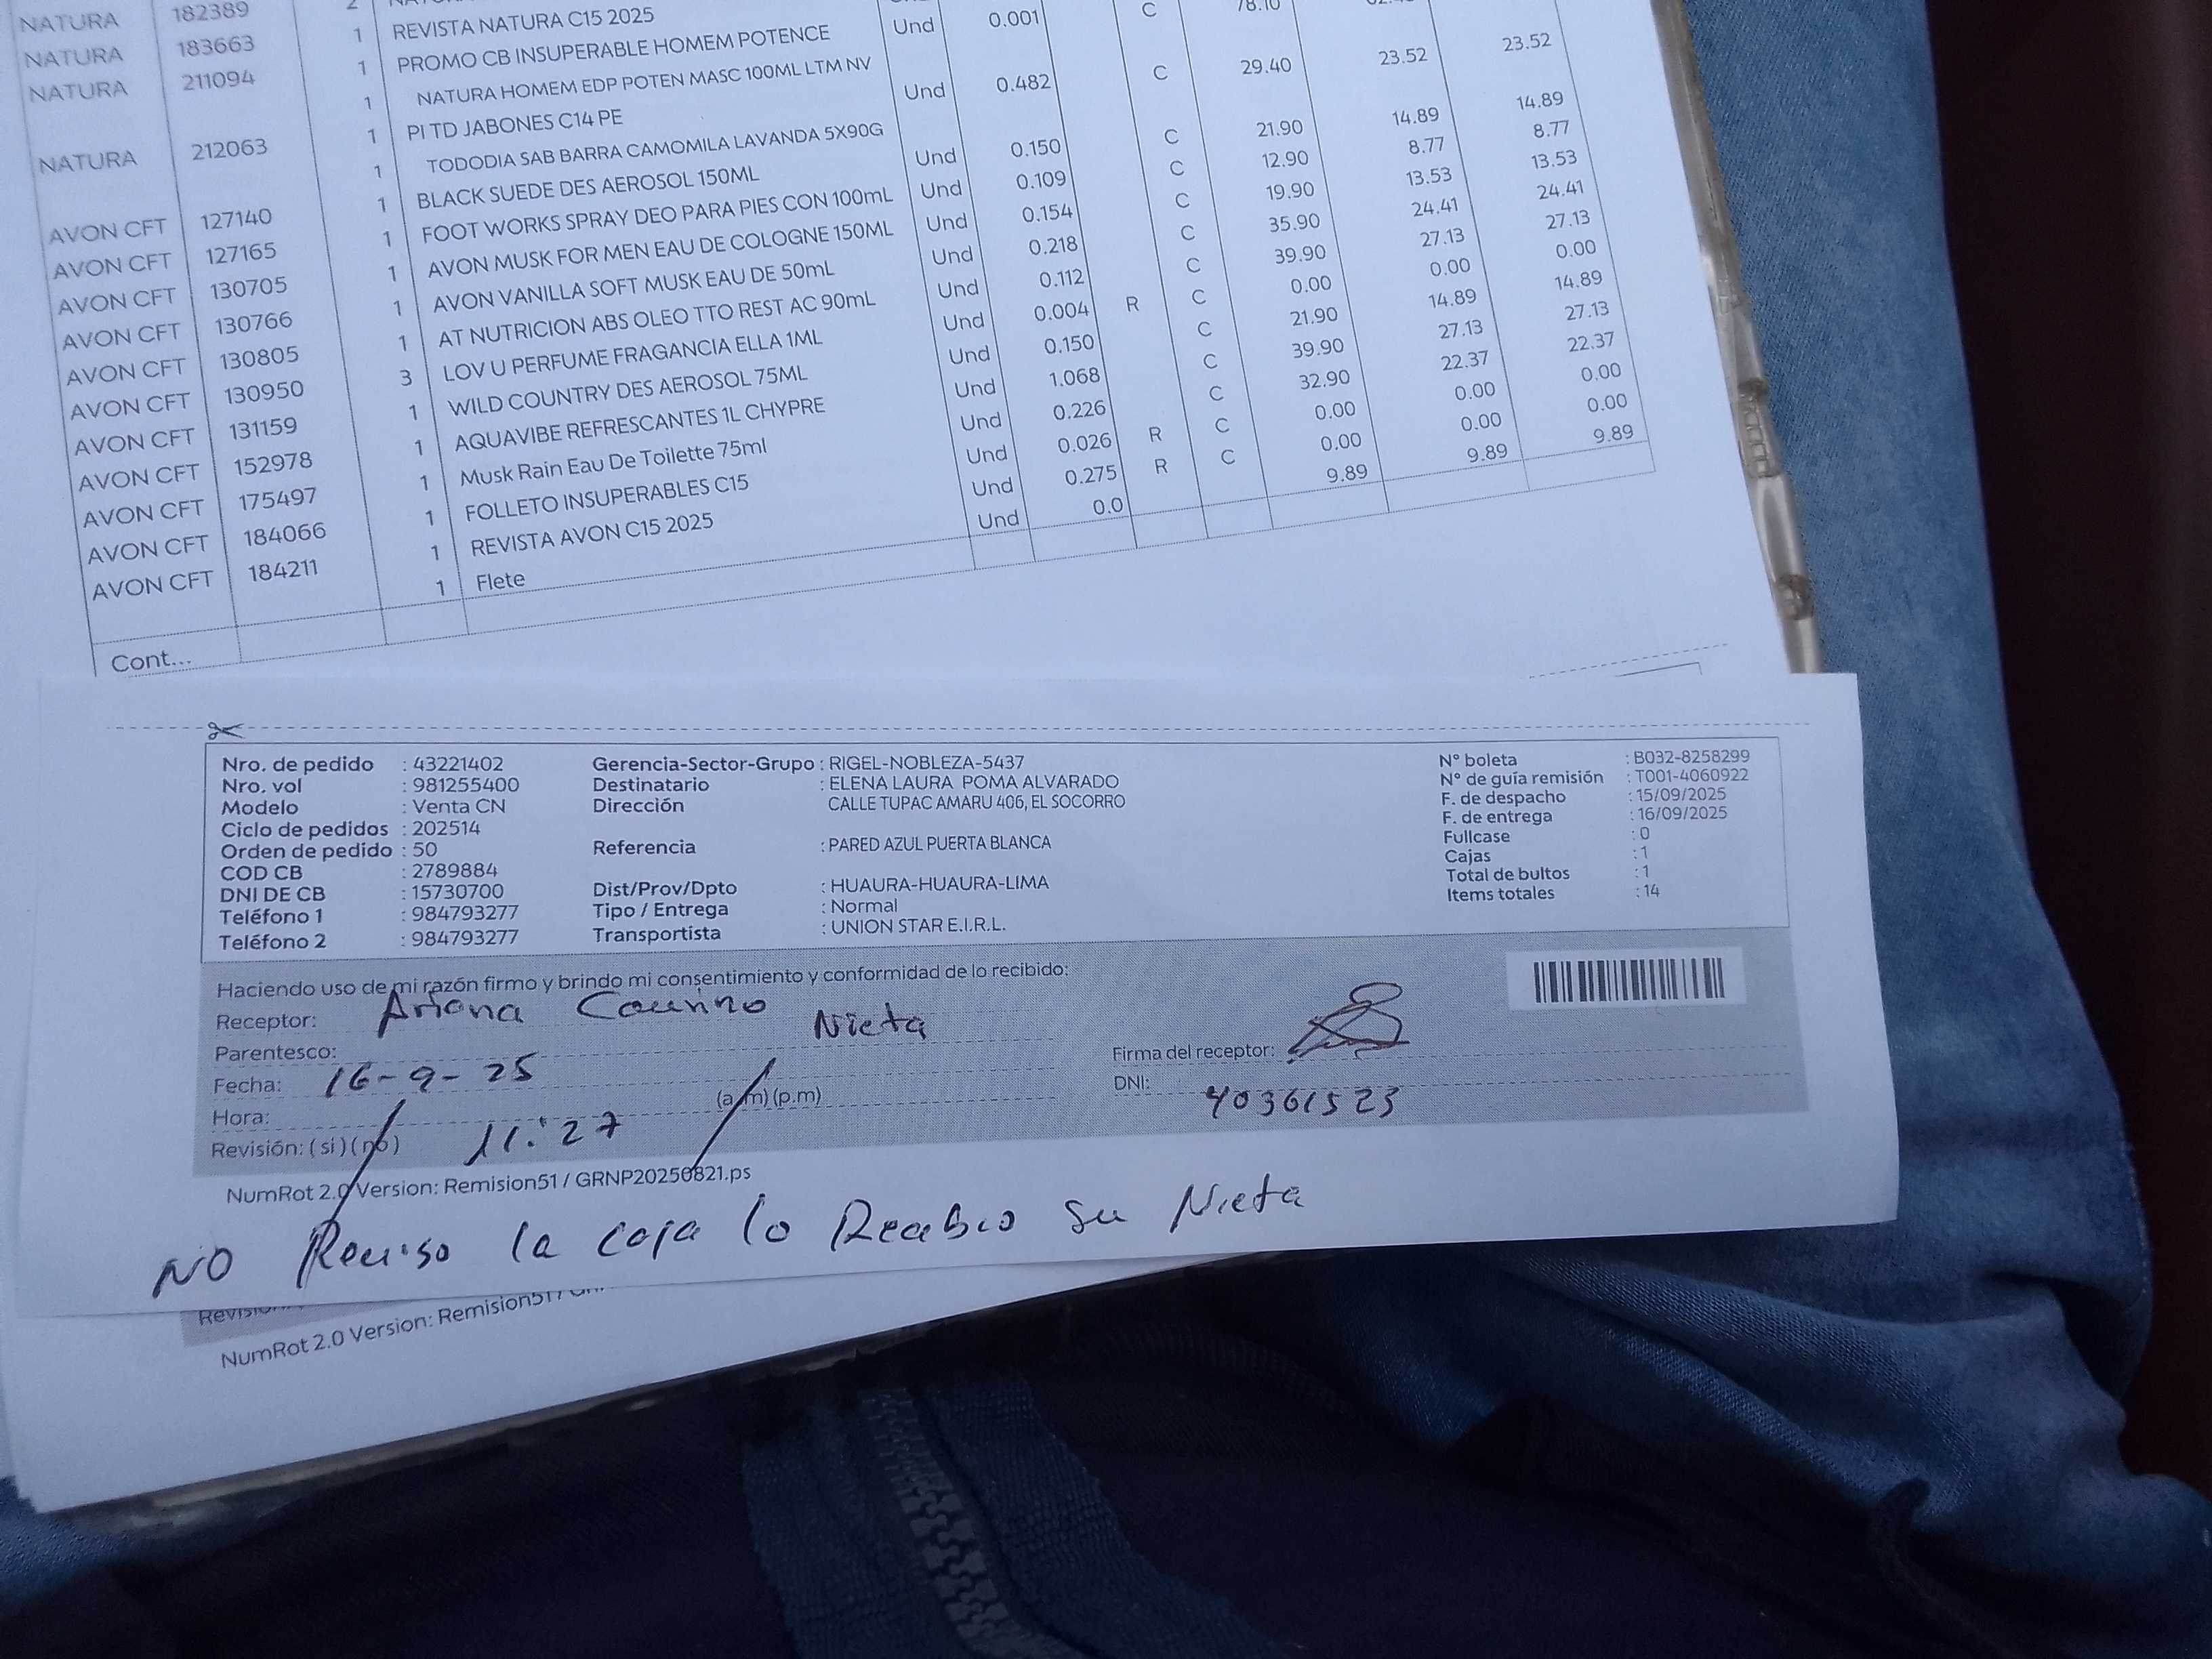 NATURA 182389 2
NATURA 183663 1 REVISTA NATURA C15 2025 Und 0.001 C 78.10
NATURA 211094 1 PROMO CB INSUPERABLE HOMEM POTENCE
1 NATURA HOMEM EDP POTEN MASC 100ML LTM NV Und 0.482 C 29.40 23.52 23.52
NATURA 212063 1 PI TD JABONES C14 PE
1 TODODIA SAB BARRA CAMOMILA LAVANDA 5X90G Und 0.150 C 21.90 14.89 14.89
AVON CFT 127140 1 BLACK SUEDE DES AEROSOL 150ML Und 0.109 C 12.90 8.77 8.77
AVON CFT 127165 1 FOOT WORKS SPRAY DEO PARA PIES CON 100mL Und 0.154 C 19.90 13.53 13.53
AVON CFT 130705 1 AVON MUSK FOR MEN EAU DE COLOGNE 150ML Und 0.218 C 35.90 24.41 24.41
AVON CFT 130766 1 AVON VANILLA SOFT MUSK EAU DE 50mL Und 0.112 C 39.90 27.13 27.13
AVON CFT 130805 1 AT NUTRICION ABS OLEO TTO REST AC 90mL Und 0.004 R C 0.00 0.00 0.00
AVON CFT 130950 3 LOV U PERFUME FRAGANCIA ELLA 1ML Und 0.150 C 21.90 14.89 14.89
AVON CFT 131159 1 WILD COUNTRY DES AEROSOL 75ML Und 1.068 C 39.90 27.13 27.13
AVON CFT 152978 1 AQUAVIBE REFRESCANTES 1L CHYPRE Und 0.226 C 32.90 22.37 22.37
AVON CFT 175497 1 Musk Rain Eau De Toilette 75ml Und 0.026 R C 0.00 0.00 0.00
AVON CFT 184066 1 FOLLETO INSUPERABLES C15 Und 0.275 R C 0.00 0.00 0.00
AVON CFT 184211 1 REVISTA AVON C15 2025 Und 0.0 9.89 9.89 9.89
1 Flete
Cont...
Nro. de pedido : 43221402 Gerencia-Sector-Grupo : RIGEL-NOBLEZA-5437 N° boleta : B032-8258299
Nro. vol : 981255400 Destinatario : ELENA LAURA POMA ALVARADO N° de guía remisión : T001-4060922
Modelo : Venta CN Dirección CALLE TUPAC AMARU 406, EL SOCORRO F. de despacho : 15/09/2025
Ciclo de pedidos : 202514 F. de entrega : 16/09/2025
Orden de pedido : 50 Referencia : PARED AZUL PUERTA BLANCA Fullcase : 0
COD CB : 2789884 Cajas : 1
DNI DE CB : 15730700 Dist/Prov/Dpto : HUAURA-HUAURA-LIMA Total de bultos : 1
Teléfono 1 : 984793277 Tipo / Entrega : Normal Items totales : 14
Teléfono 2 : 984793277 Transportista : UNION STAR E.I.R.L.
Haciendo uso de mi razón firmo y brindo mi consentimiento y conformidad de lo recibido:
Receptor: Ariana
Parentesco: Nieta Firma del receptor:
Fecha: 16-9-25 DNI: 40361523
Hora: 11:27 (a.m) (p.m)
Revisión: ( si ) ( no )
NumRot 2.0 Version: Remision51 / GRNP20250821.ps
NO Reviso la caja lo Recibio su Nieta
NumRot 2.0 Version: Remision51